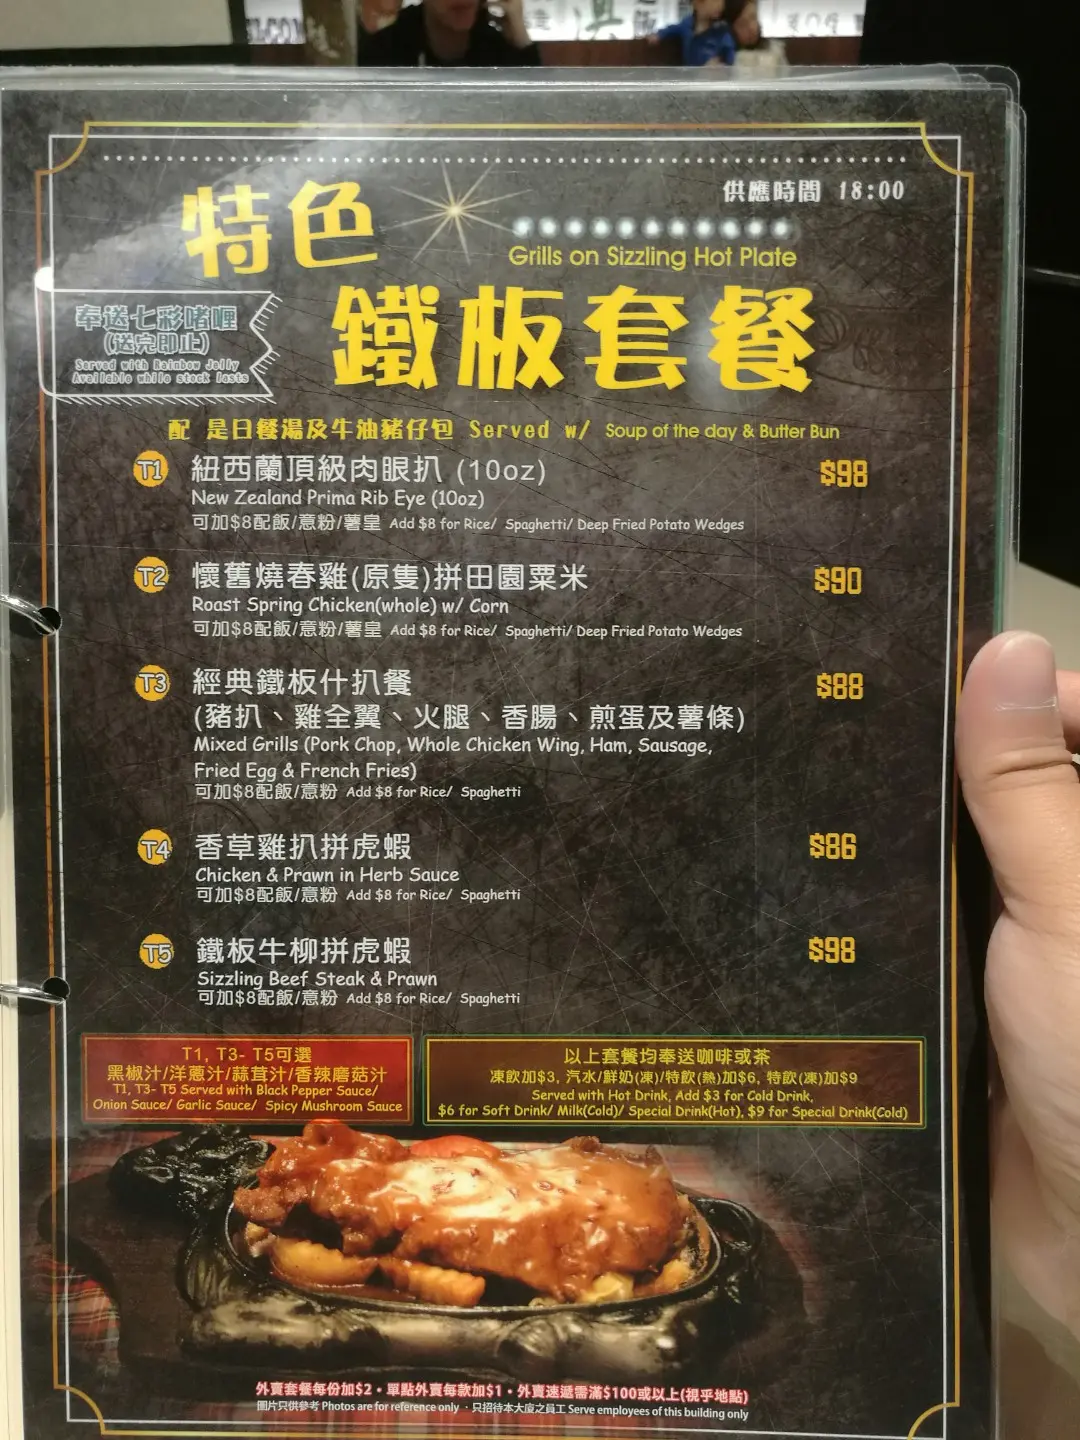 供應時間 18:00
特色
Grills on Sizzling Hot Plate
鐵板套餐
奉送七彩啫喱
(送完即止)
Served with Rainbow Jelly
Available while stock lasts
配 是日餐湯及牛油豬仔包 Served w/ Soup of the day & Butter Bun
T1 紐西蘭頂級肉眼扒 (10oz) $98
New Zealand Prima Rib Eye (10oz)
可加$8配飯/意粉/薯皇 Add $8 for Rice/ Spaghetti/ Deep Fried Potato Wedges
T2 懷舊燒春雞(原隻)拼田園粟米 $90
Roast Spring Chicken(whole) w/ Corn
可加$8配飯/意粉/薯皇 Add $8 for Rice/ Spaghetti/ Deep Fried Potato Wedges
T3 經典鐵板什扒餐 $88
(豬扒、雞全翼、火腿、香腸、煎蛋及薯條)
Mixed Grills (Pork Chop, Whole Chicken Wing, Ham, Sausage,
Fried Egg & French Fries)
可加$8配飯/意粉 Add $8 for Rice/ Spaghetti
T4 香草雞扒拼虎蝦 $86
Chicken & Prawn in Herb Sauce
可加$8配飯/意粉 Add $8 for Rice/ Spaghetti
T5 鐵板牛柳拼虎蝦 $98
Sizzling Beef Steak & Prawn
可加$8配飯/意粉 Add $8 for Rice/ Spaghetti
T1, T3- T5可選
黑椒汁/洋蔥汁/蒜茸汁/香辣磨菇汁
T1, T3- T5 Served with Black Pepper Sauce/
Onion Sauce/ Garlic Sauce/ Spicy Mushroom Sauce
以上套餐均奉送咖啡或茶
凍飲加$3, 汽水/鮮奶(凍)/特飲(熱)加$6, 特飲(凍)加$9
Served with Hot Drink, Add $3 for Cold Drink,
$6 for Soft Drink/ Milk(Cold)/ Special Drink(Hot), $9 for Special Drink(Cold)
外賣套餐每份加$2・單點外賣每款加$1・外賣速遞需滿$100或以上(視乎地點)
圖片只供參考 Photos are for reference only ・只招待本大廈之員工 Serve employees of this building only